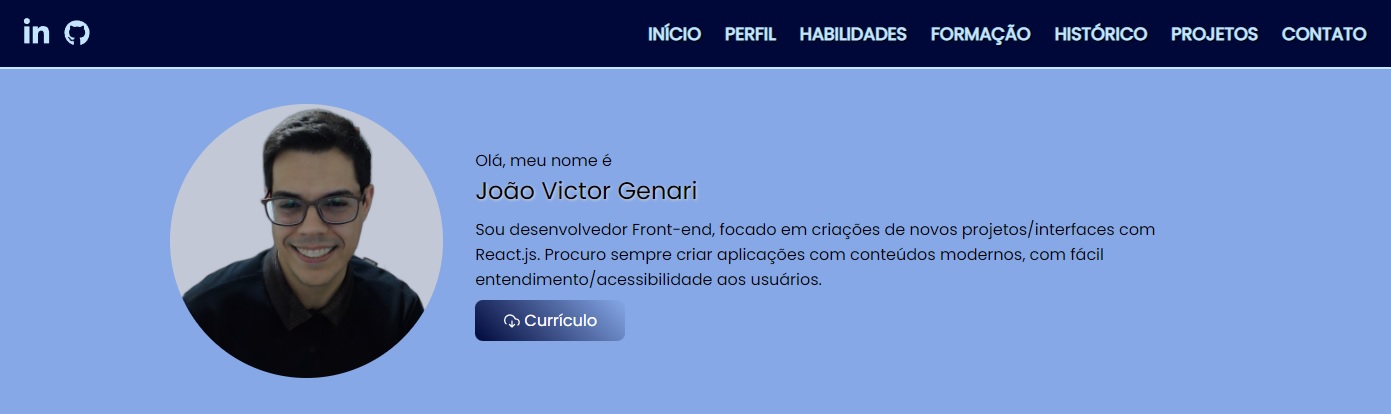 in
INÍCIO PERFIL HABILIDADES FORMAÇÃO HISTÓRICO PROJETOS CONTATO
Olá, meu nome é
João Victor Genari
Sou desenvolvedor Front-end, focado em criações de novos projetos/interfaces com
React.js. Procuro sempre criar aplicações com conteúdos modernos, com fácil
entendimento/acessibilidade aos usuários.
Currículo